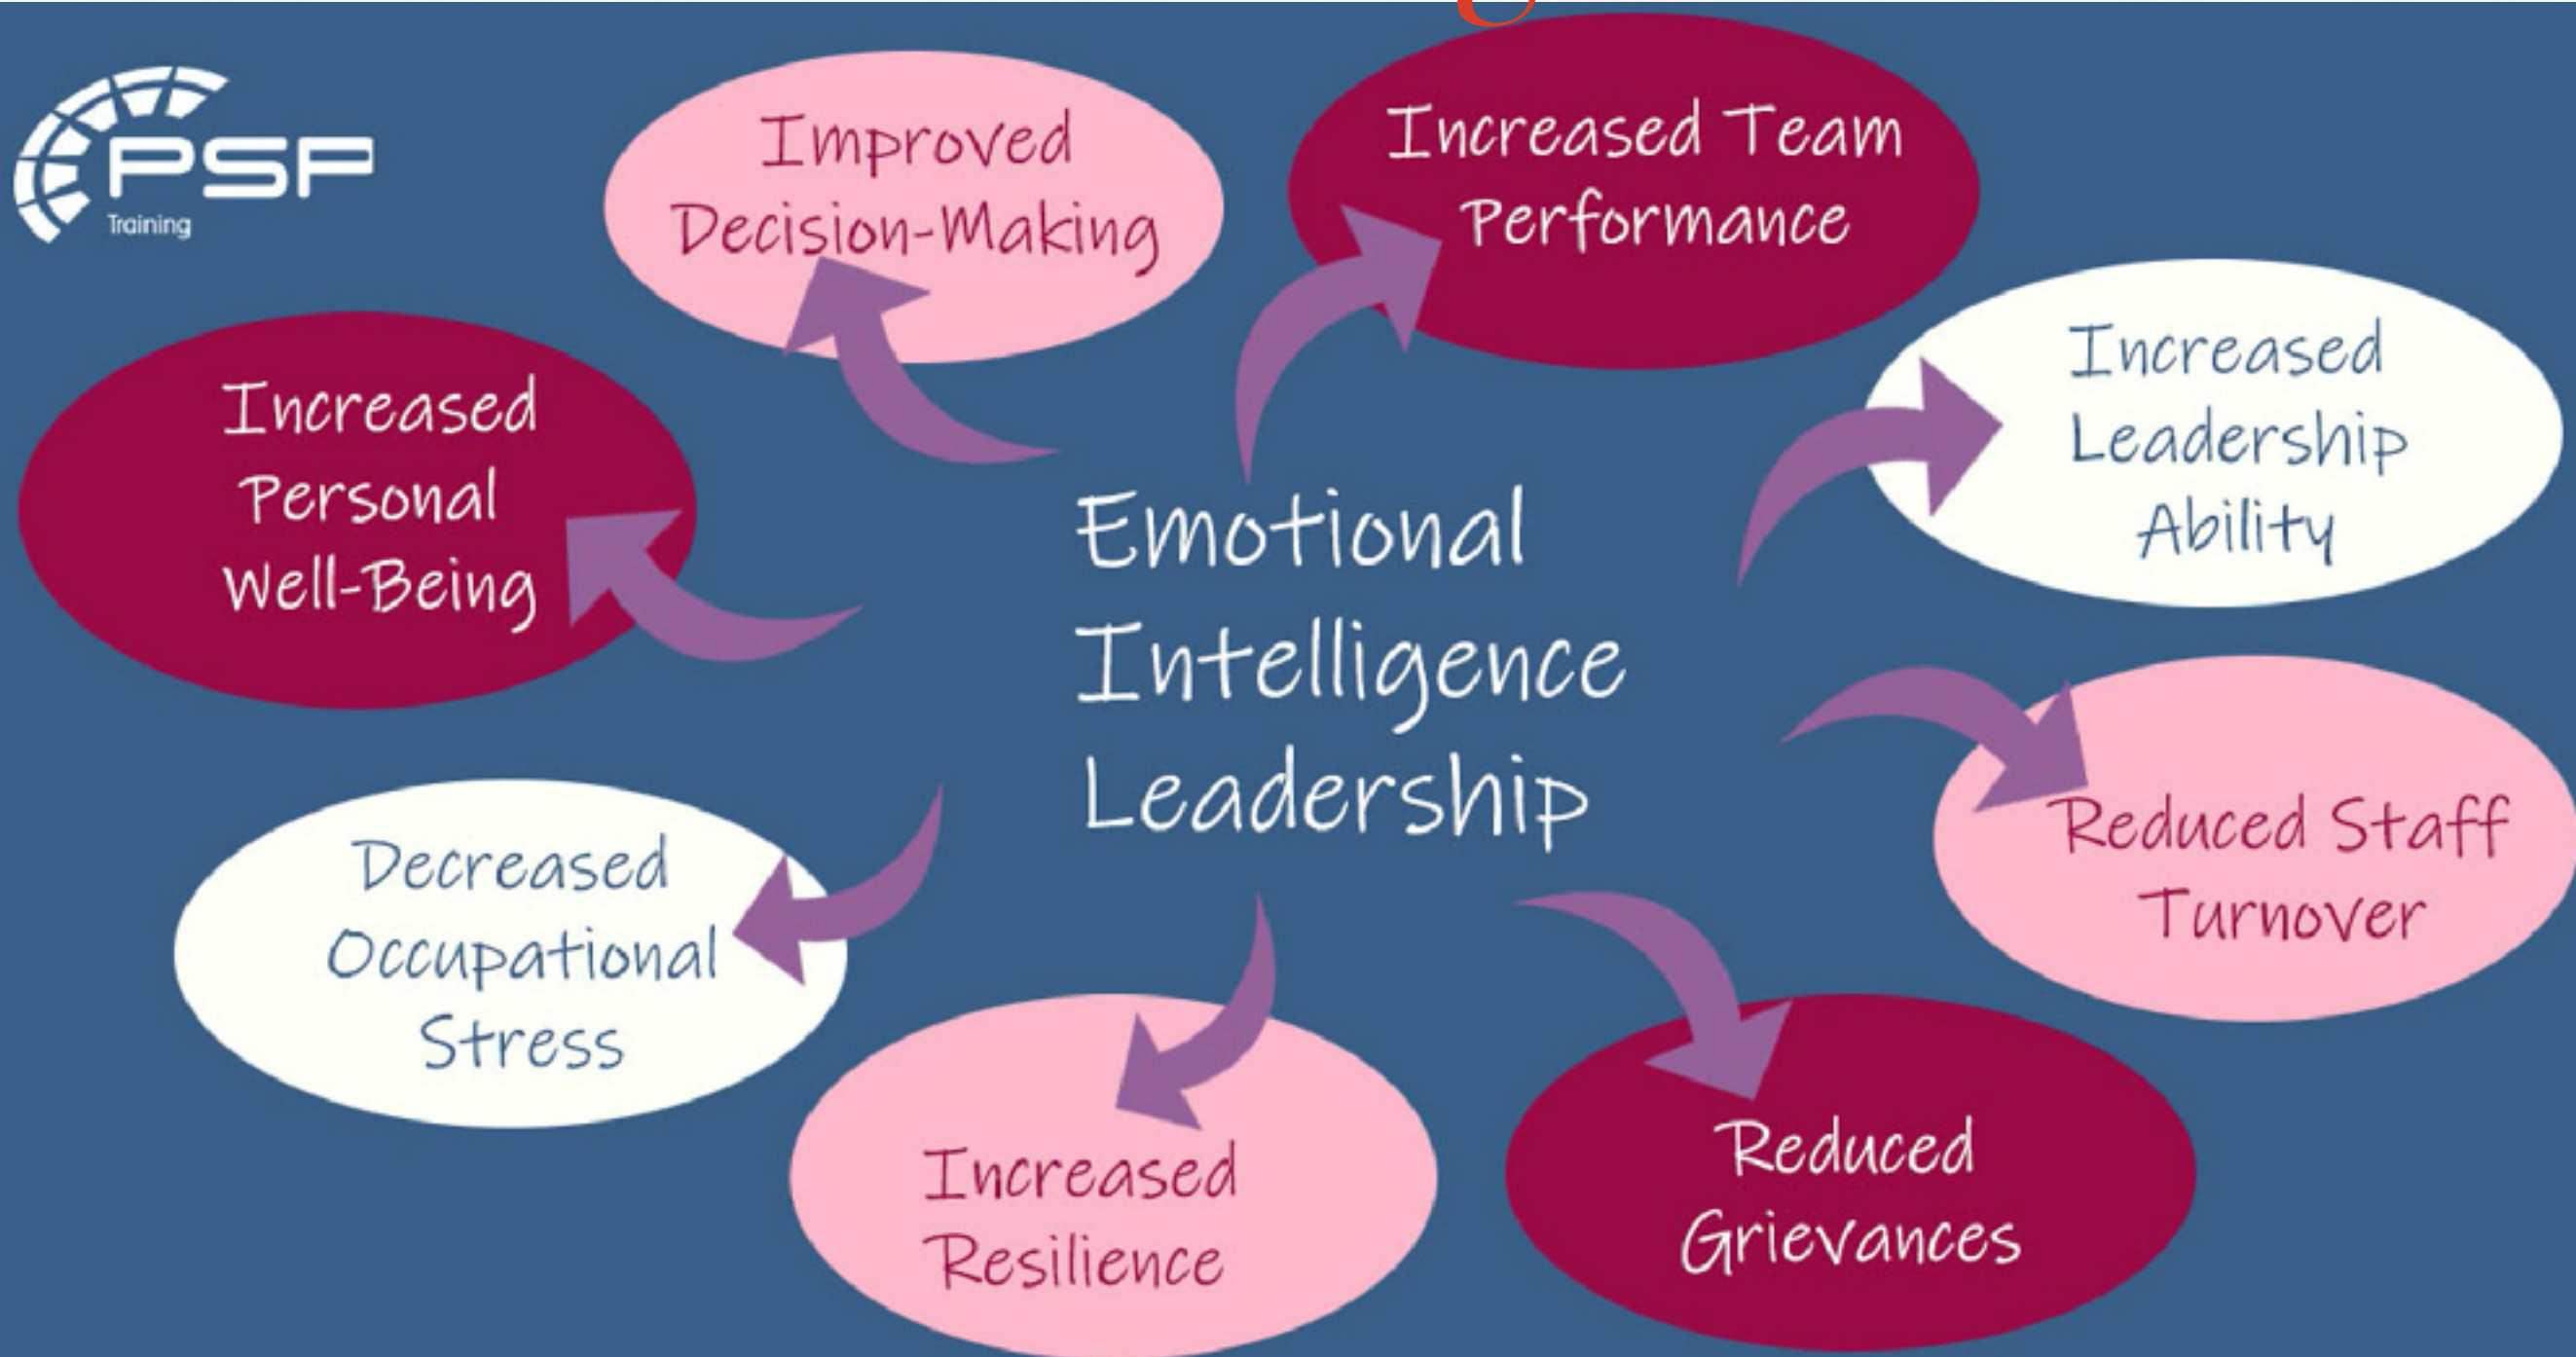 PSF
Training
Improved
Decision-Making
Increased Team
Performance
Increased
Leadership
Ability
Increased
Personal
Well-Being
Emotional
Intelligence
Leadership
Reduced Staff
Turnover
Decreased
Occupational
Stress
Increased
Resilience
Reduced
Grievances